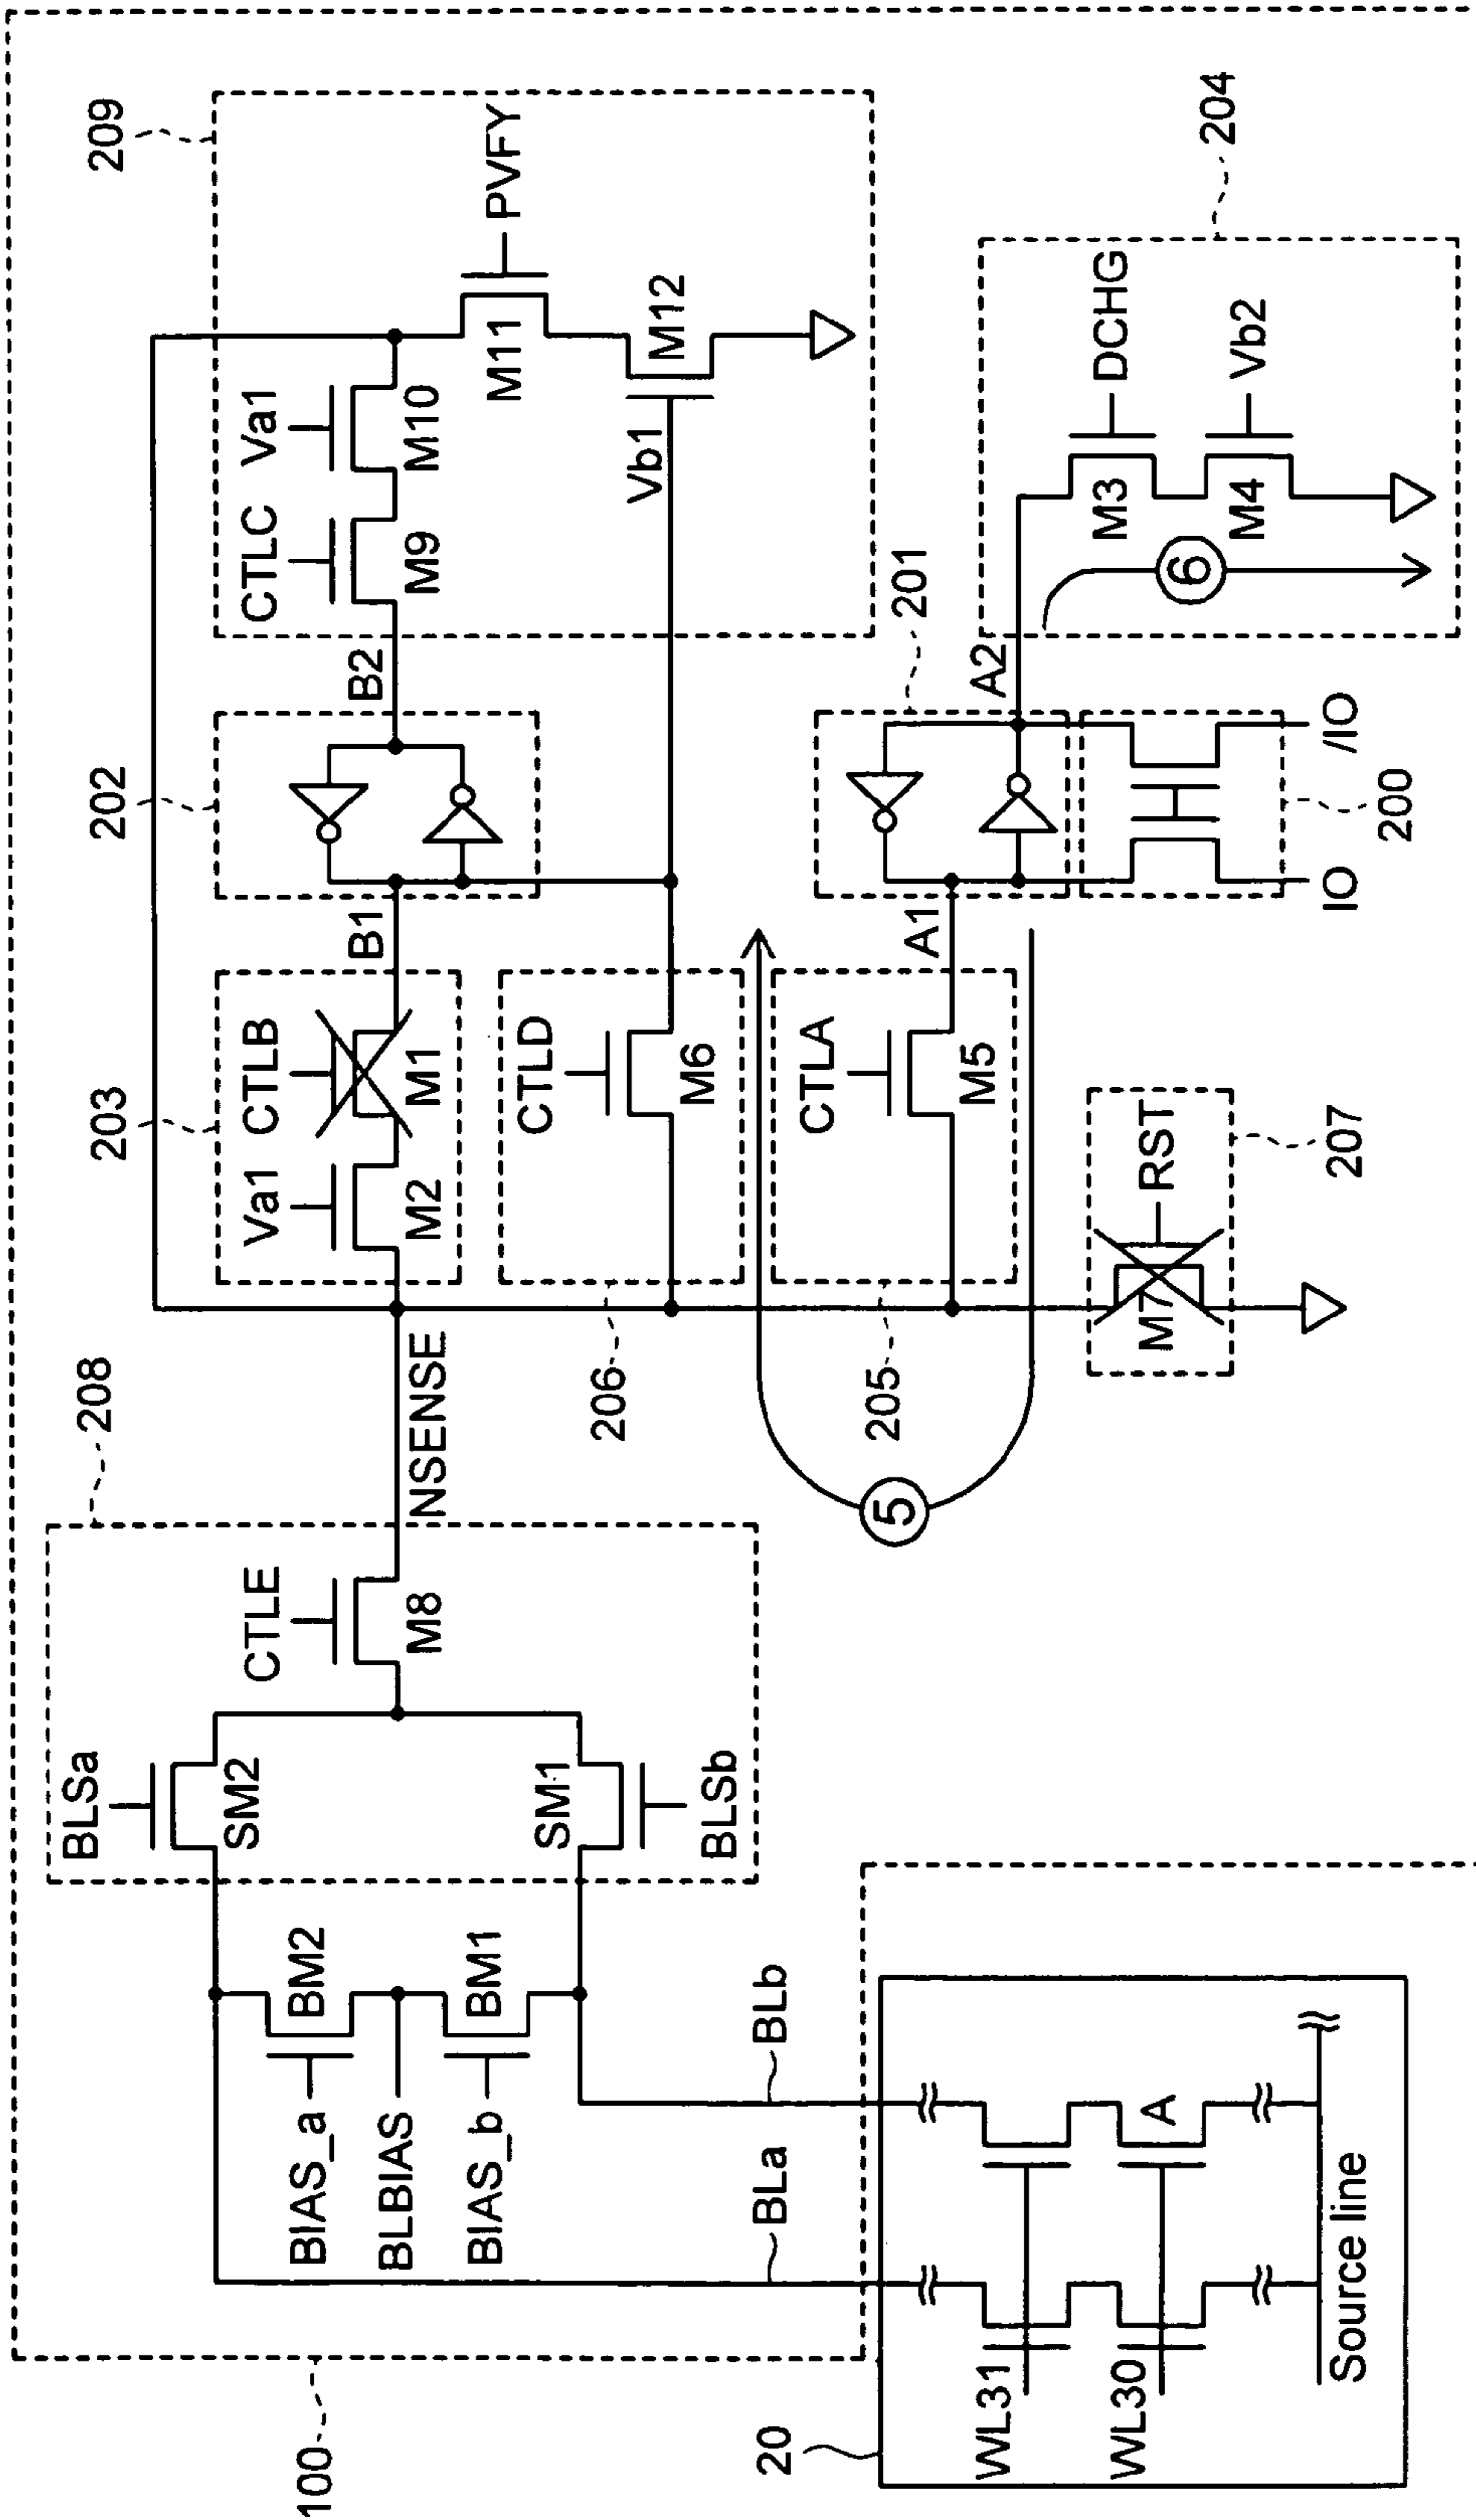 100
208
203
202
209
BLSa
CTLE
Va1
CTLB
CTLC
Va1
SM2
M8
M2
M1
B1
B2
M9
M10
BIAS_a
BM2
BLBIAS
NSENSE
BIAS_b
BM1
SM1
M11
PVFY
CTLD
Vb1
M12
206
M6
BLSb
20
BLa
BLb
CTLA
205
5
A1
201
A2
M5
WL31
M3
DCHG
WL30
A
M7
RST
6
M4
Vb2
204
Source line
207
IO
/IO
200